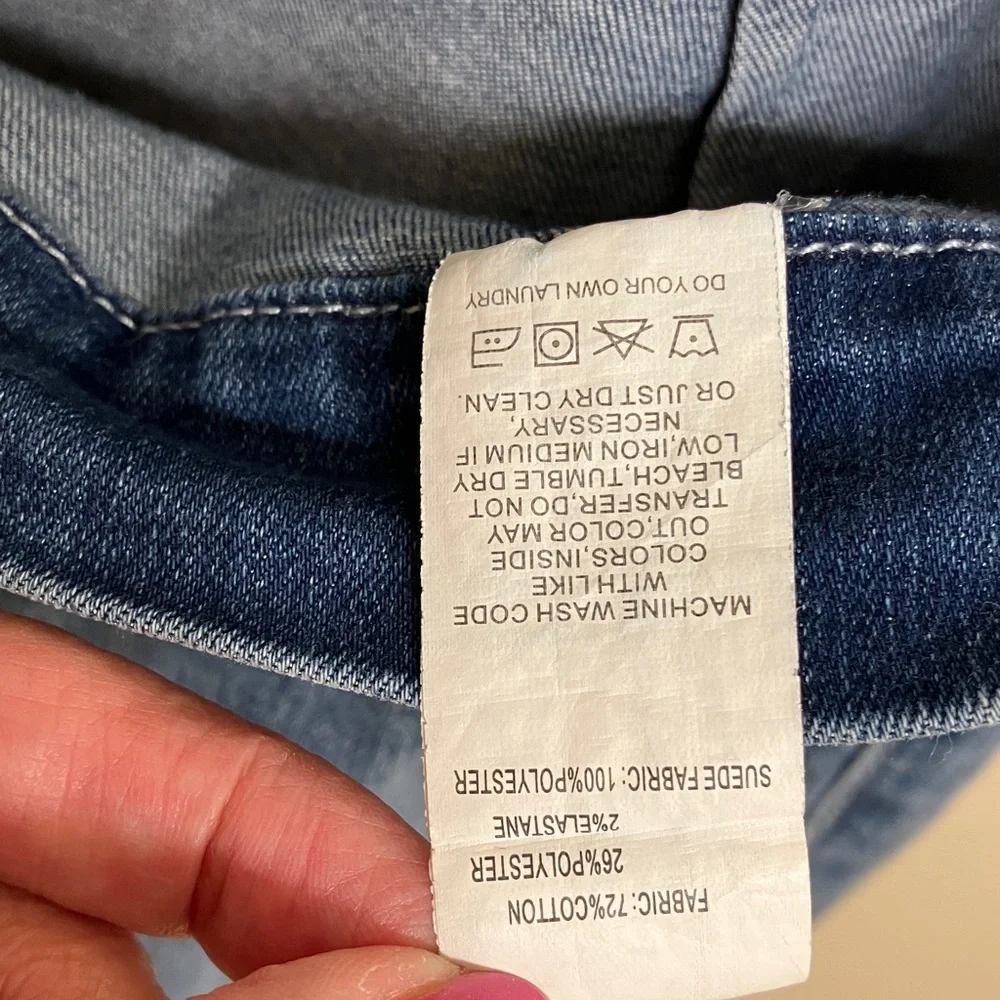 FABRIC:72%COTTON
26%POLYESTER
2%ELASTANE
SUEDE FABRIC: 100%POLYESTER
MACHINE WASH CODE
WITH LIKE
COLORS,INSIDE
OUT,COLOR MAY
TRANSFER,DO NOT
BLEACH,TUMBLE DRY
LOW,IRON MEDIUM IF
NECESSARY,
OR JUST DRY CLEAN.
DO YOUR OWN LAUNDRY